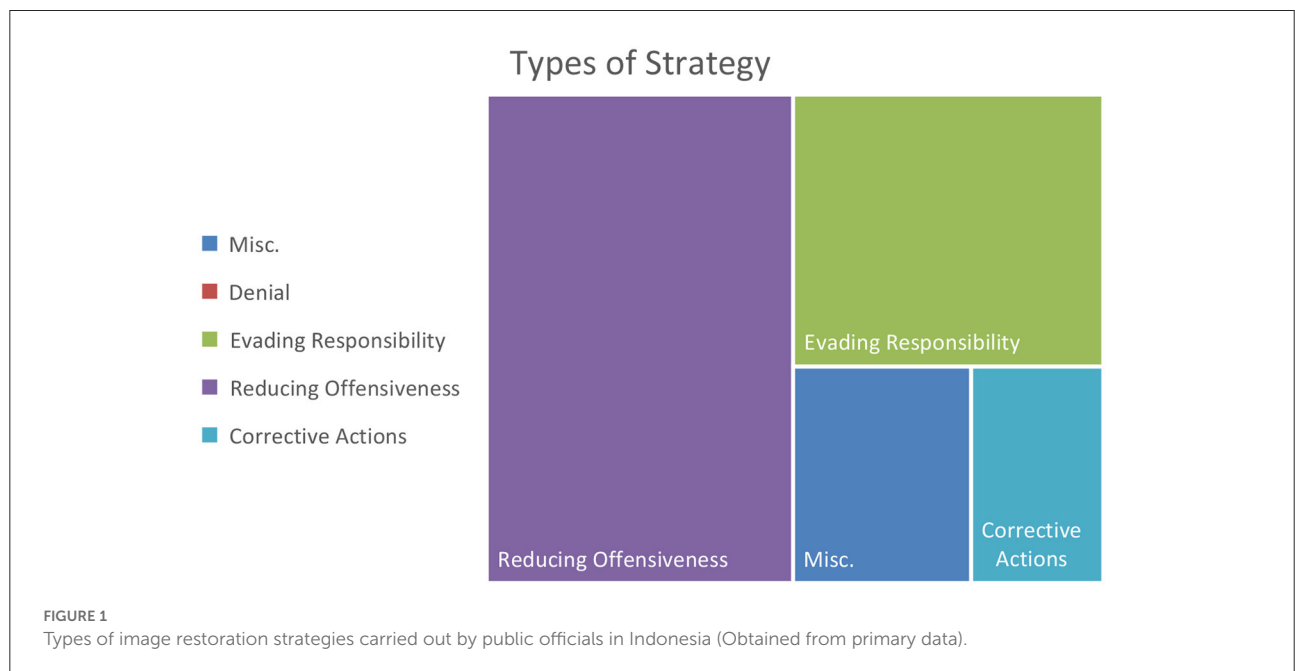 Types of Strategy
Misc.
Denial
Evading Responsibility
Reducing Offensiveness
Corrective Actions
Evading Responsibility
Reducing Offensiveness
Misc.
Corrective
Actions
FIGURE 1
Types of image restoration strategies carried out by public officials in Indonesia (Obtained from primary data).